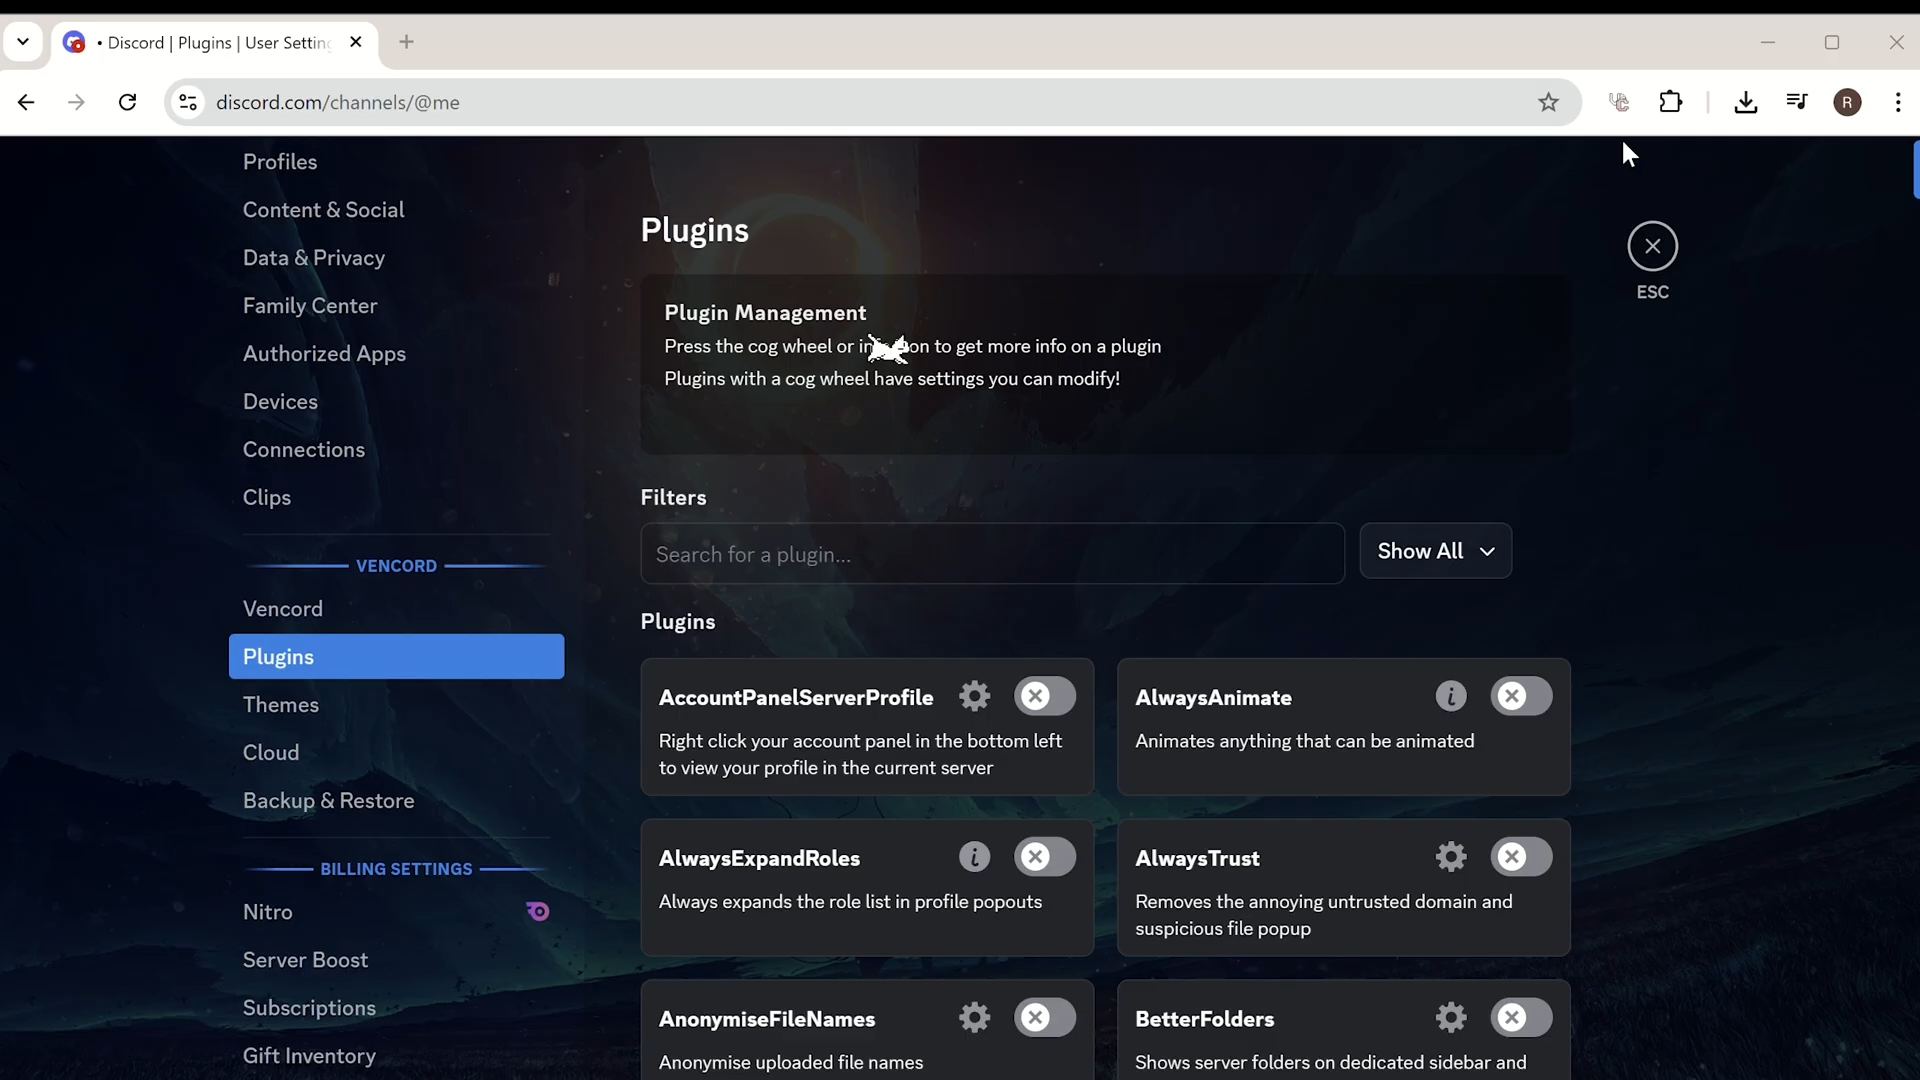 • Discord | Plugins | User Settin
discord.com/channels/@me
R
Profiles
Content & Social
Data & Privacy
Family Center
Authorized Apps
Devices
Connections
Clips
VENCORD
Vencord
Plugins
Themes
Cloud
Backup & Restore
BILLING SETTINGS
Nitro
Server Boost
Subscriptions
Gift Inventory
Plugins
Plugin Management
Press the cog wheel or in on to get more info on a plugin
Plugins with a cog wheel have settings you can modify!
ESC
Filters
Search for a plugin...
Show All
Plugins
AccountPanelServerProfile
Right click your account panel in the bottom left
to view your profile in the current server
AlwaysAnimate
Animates anything that can be animated
AlwaysExpandRoles
Always expands the role list in profile popouts
AlwaysTrust
Removes the annoying untrusted domain and
suspicious file popup
AnonymiseFileNames
Anonymise uploaded file names
BetterFolders
Shows server folders on dedicated sidebar and